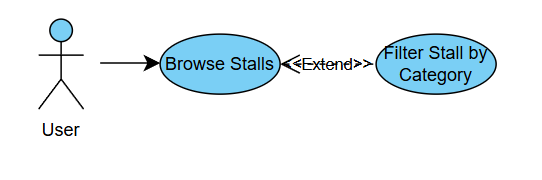 Browse Stalls
<<Extend>>
Filter Stall by
Category
User